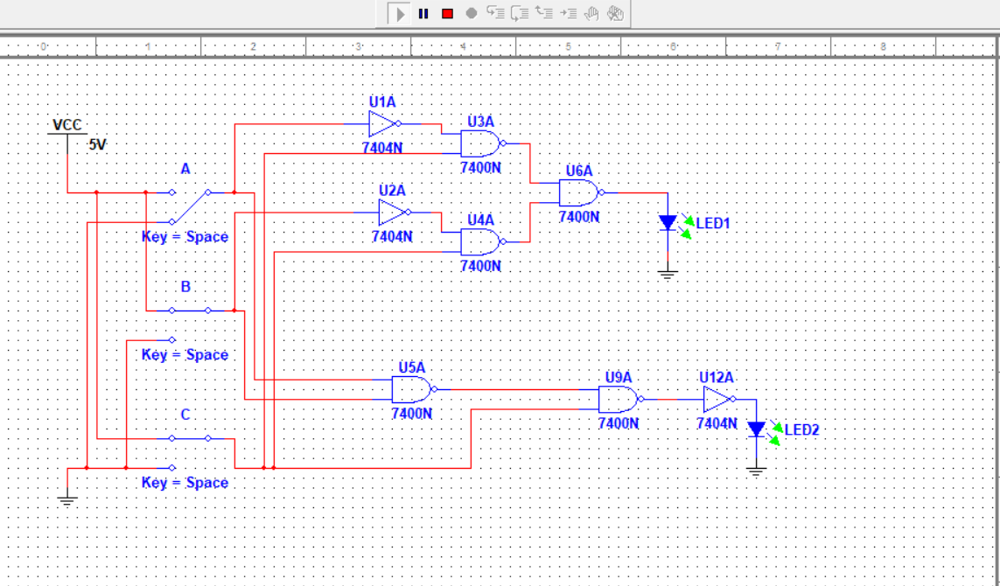 0 1 2 3 4 5 6 7 8
U1A
VCC
U3A
5V
7404N
A
7400N
U6A
U2A
7400N
U4A
LED1
Key = Space
7404N
7400N
B
Key = Space
U5A
U9A
U12A
C
7400N
7400N
7404N
LED2
Key = Space